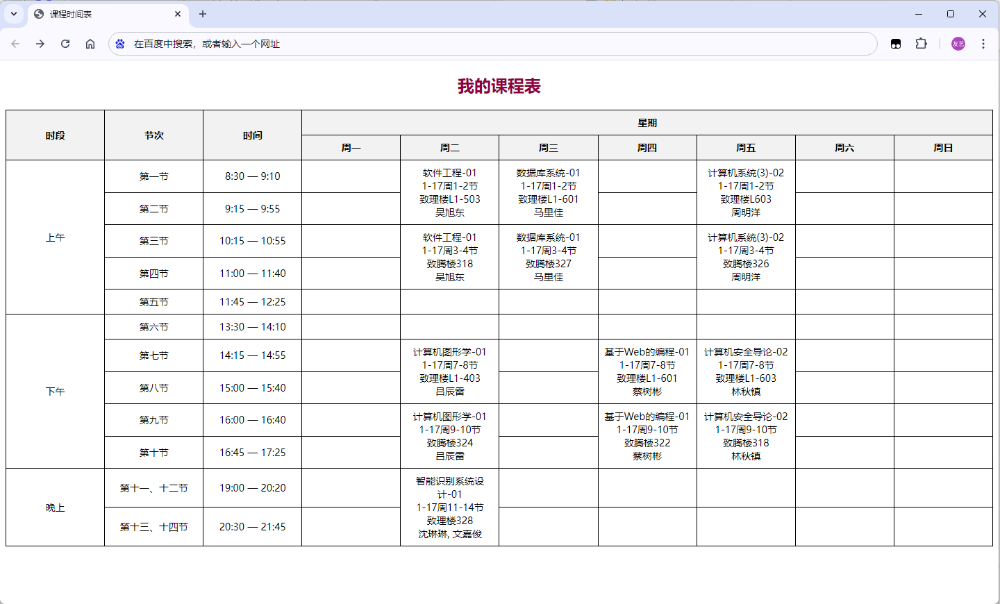 课程时间表
在百度中搜索，或者输入一个网址
友艺
我的课程表
时段 节次 时间 星期
周一 周二 周三 周四 周五 周六 周日
上午
第一节 8:30 — 9:10
第二节 9:15 — 9:55
软件工程-01
1-17周1-2节
致理楼L1-503
吴旭东
数据库系统-01
1-17周1-2节
致理楼L1-601
马里佳
计算机系统(3)-02
1-17周1-2节
致理楼L603
周明洋
第三节 10:15 — 10:55
第四节 11:00 — 11:40
软件工程-01
1-17周3-4节
致腾楼318
吴旭东
数据库系统-01
1-17周3-4节
致腾楼327
马里佳
计算机系统(3)-02
1-17周3-4节
致腾楼326
周明洋
第五节 11:45 — 12:25
下午
第六节 13:30 — 14:10
第七节 14:15 — 14:55
第八节 15:00 — 15:40
计算机图形学-01
1-17周7-8节
致理楼L1-403
吕辰雷
基于Web的编程-01
1-17周7-8节
致理楼L1-601
蔡树彬
计算机安全导论-02
1-17周7-8节
致理楼L1-603
林秋镇
第九节 16:00 — 16:40
第十节 16:45 — 17:25
计算机图形学-01
1-17周9-10节
致腾楼324
吕辰雷
基于Web的编程-01
1-17周9-10节
致腾楼322
蔡树彬
计算机安全导论-02
1-17周9-10节
致腾楼318
林秋镇
晚上
第十一、十二节 19:00 — 20:20
第十三、十四节 20:30 — 21:45
智能识别系统设
计-01
1-17周11-14节
致理楼328
沈琳琳, 文嘉俊